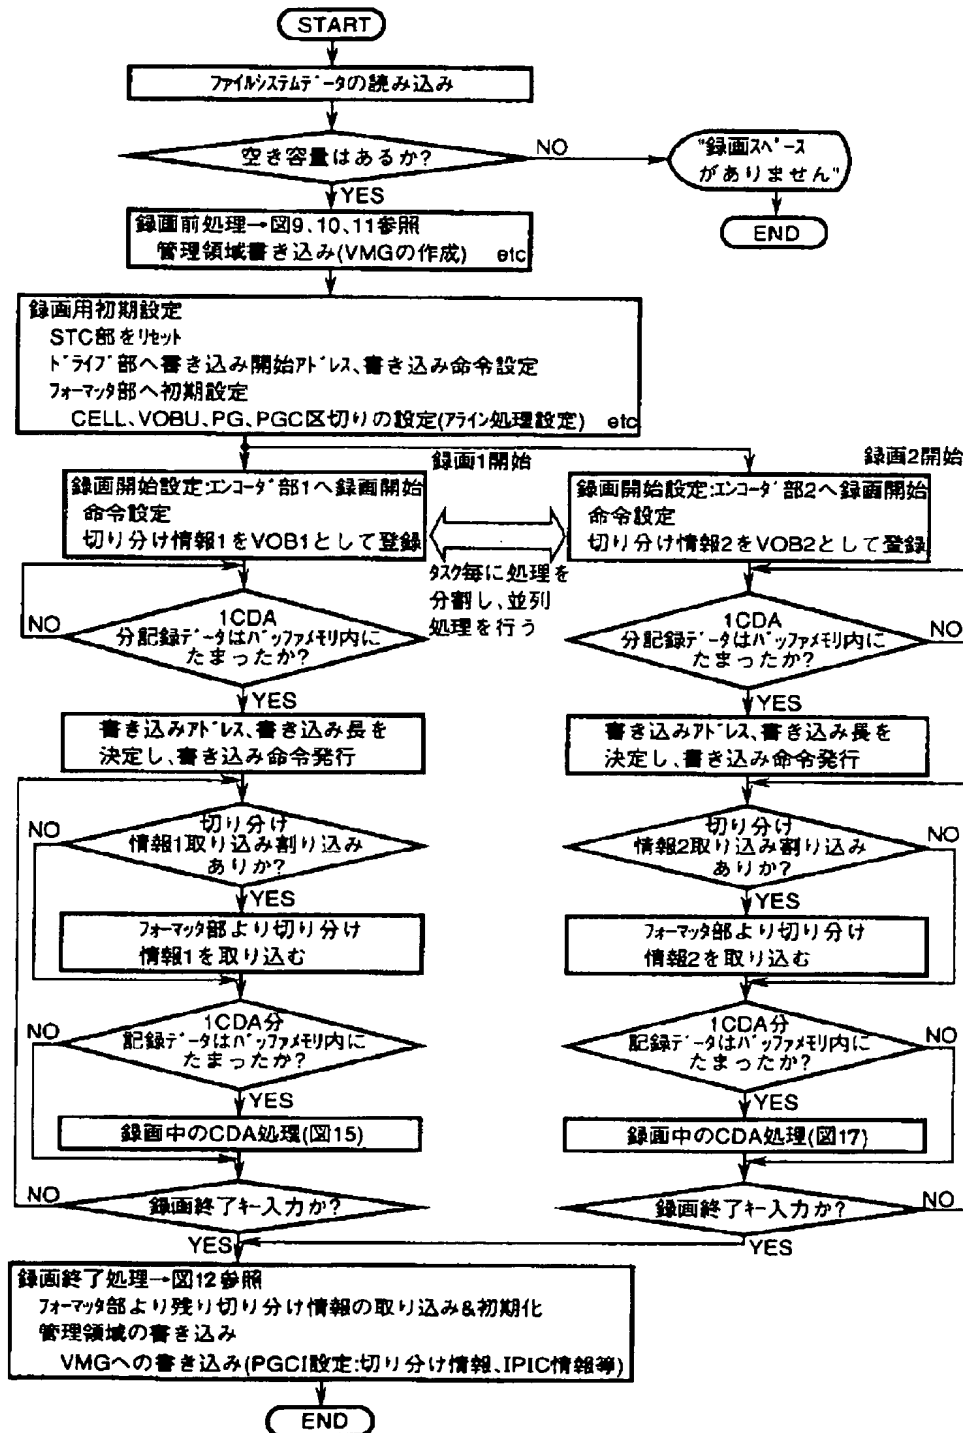 START
ファイルシステムデータの読み込み
空き容量はあるか?
NO
"録画スペース
がありません"
END
YES
録画前処理→図9、10、11参照
管理領域書き込み(VMGの作成) etc
録画用初期設定
STC部をリセット
ドライブ部へ書き込み開始アドレス、書き込み命令設定
フォーマッタ部へ初期設定
CELL、VOBU、PG、PGC区切りの設定(アライン処理設定) etc
録画1開始
録画2開始
録画開始設定:エンコーダ部1へ録画開始
命令設定
切り分け情報1をVOB1として登録
タスク毎に処理を
分割し、並列
処理を行う
録画開始設定:エンコーダ部2へ録画開始
命令設定
切り分け情報2をVOB2として登録
NO
1CDA
分記録データはバッファメモリ内に
たまったか?
YES
1CDA
分記録データはバッファメモリ内に
たまったか?
NO
YES
書き込みアドレス、書き込み長を
決定し、書き込み命令発行
書き込みアドレス、書き込み長を
決定し、書き込み命令発行
NO
切り分け
情報1取り込み割り込み
ありか?
YES
切り分け
情報2取り込み割り込み
ありか?
NO
YES
フォーマッタ部より切り分け
情報1を取り込む
フォーマッタ部より切り分け
情報2を取り込む
NO
1CDA分
記録データはバッファメモリ内に
たまったか?
YES
1CDA分
記録データはバッファメモリ内に
たまったか?
NO
YES
録画中のCDA処理(図15)
録画中のCDA処理(図17)
NO
録画終了キー入力か?
YES
録画終了キー入力か?
NO
YES
録画終了処理→図12参照
フォーマッタ部より残り切り分け情報の取り込み&初期化
管理領域の書き込み
VMGへの書き込み(PGCI設定:切り分け情報、IPIC情報等)
END